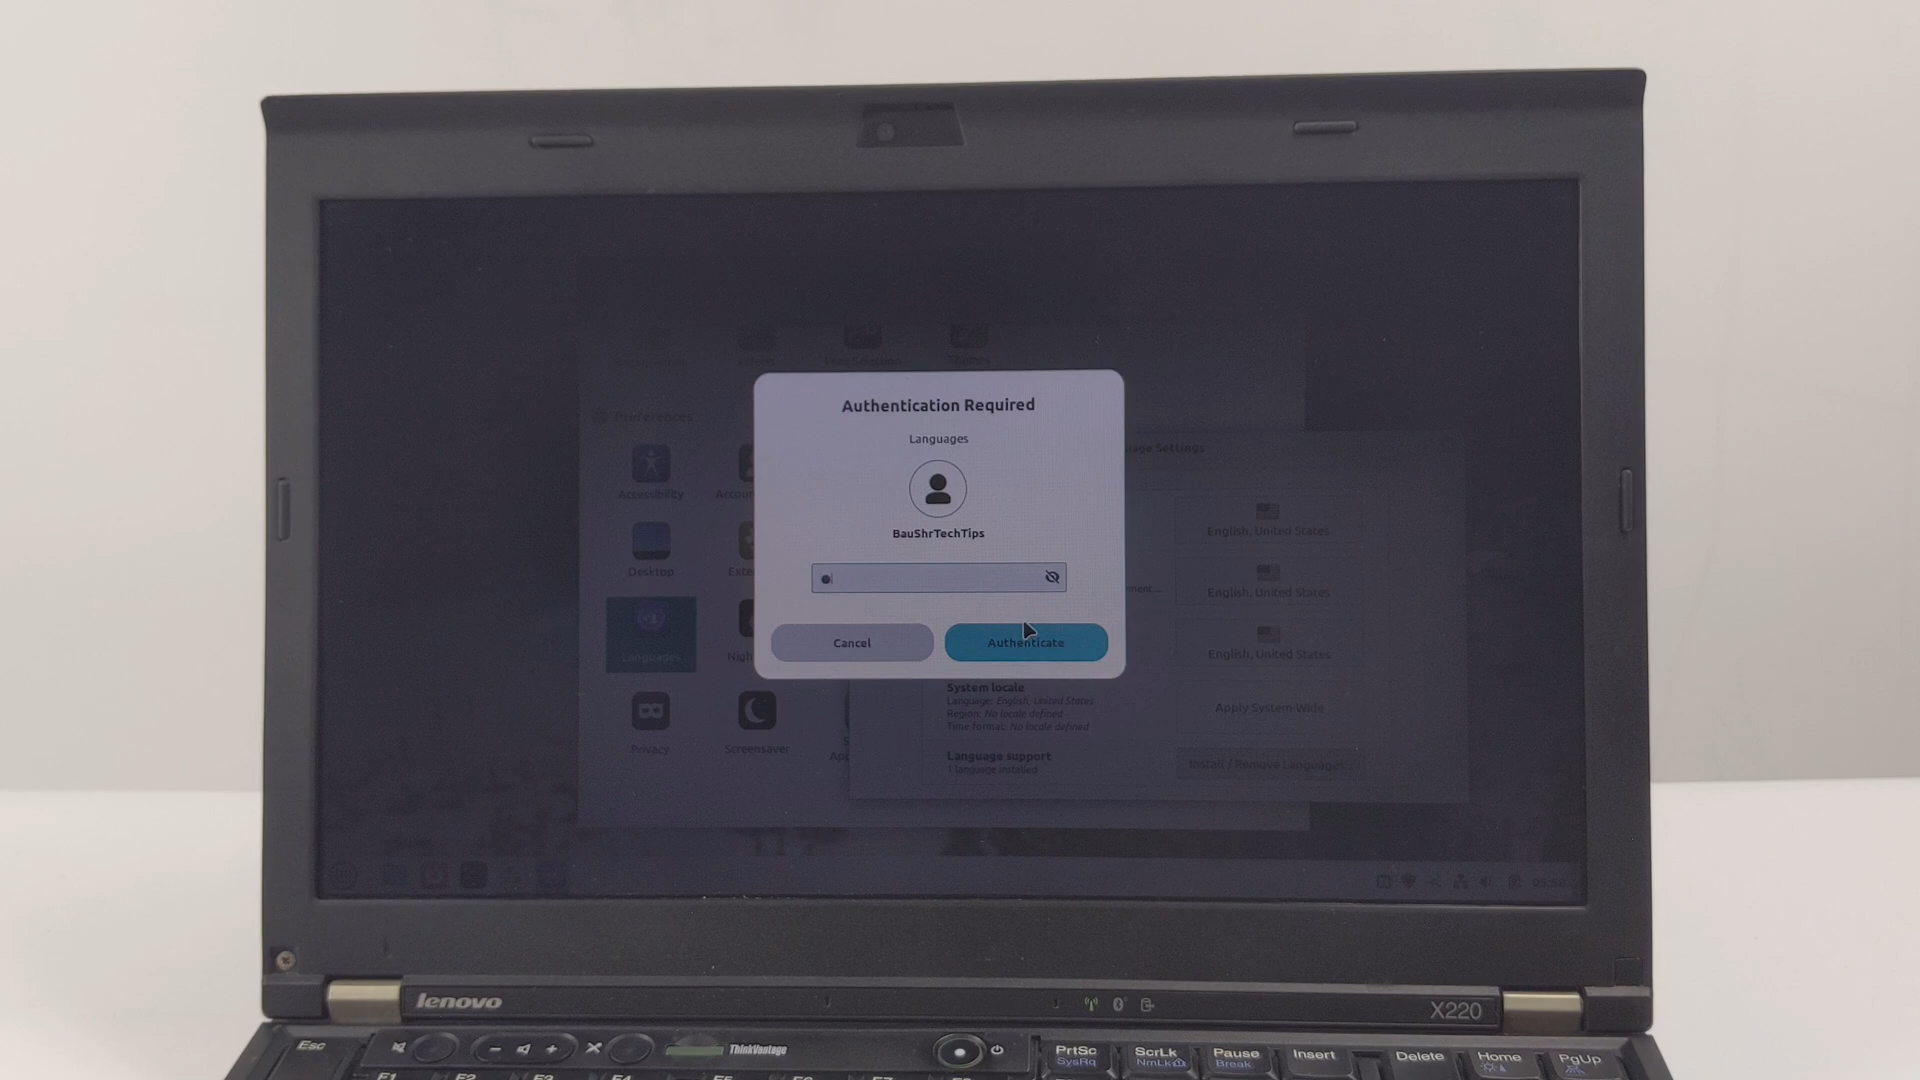 Authentication Required
Languages
BauShrTechTips
Cancel
Authenticate
Preferences
Themes
Accessibility
Desktop
Languages
Privacy
Screensaver
English, United States
English, United States
English, United States
System locale
Language: English, United States
Region: No locale defined
Time format: No locale defined
Apply System-Wide
Language support
1 language installed
Install / Remove Languages...
lenovo
X220
Esc
ThinkVantage
PrtSc
SysRq
ScrLk
NmLk
Pause
Break
Insert
Delete
Home
PgUp